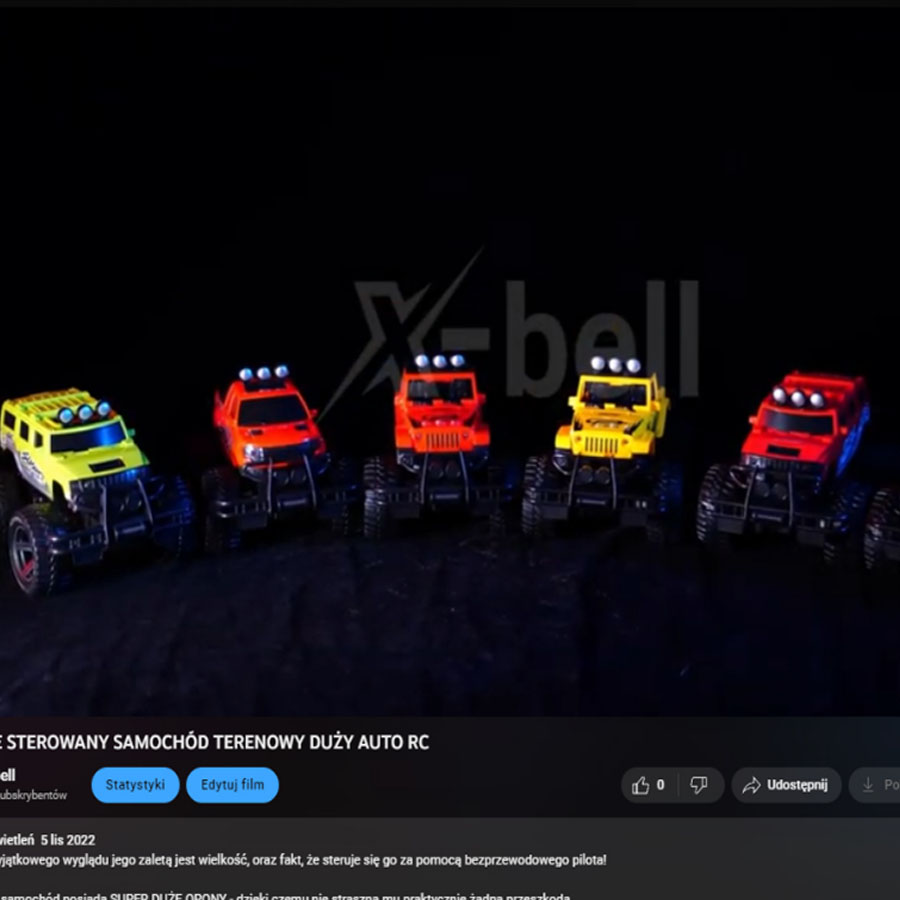 X-bell
E STEROWANY SAMOCHÓD TERENOWY DUŻY AUTO RC
ell
ubskrybentów
Statystyki
Edytuj film
0
Udostępnij
Po
wietleń 5 lis 2022
yjątkowego wyglądu jego zaletą jest wielkość, oraz fakt, że steruje się go za pomocą bezprzewodowego pilota!
samochód posiada SUPER DUŻE OPONY - dzięki czemu nie straszna mu praktycznie żadna przeszkoda